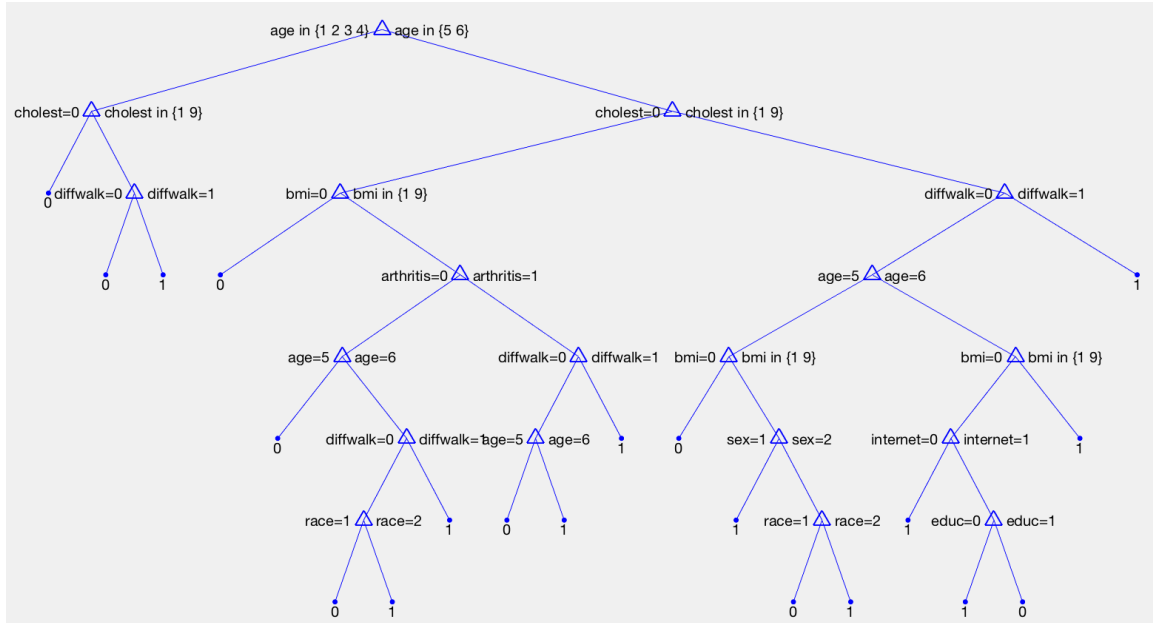 age in {1 2 3 4} age in {5 6}
cholest=0 cholest in {1 9} cholest=0 cholest in {1 9}
0 diffwalk=0 diffwalk=1 bmi=0 bmi in {1 9} diffwalk=0 diffwalk=1
0 1 0 arthritis=0 arthritis=1 age=5 age=6 1
age=5 age=6 diffwalk=0 diffwalk=1 bmi=0 bmi in {1 9} bmi=0 bmi in {1 9}
0 diffwalk=0 diffwalk=1 age=5 age=6 1 0 sex=1 sex=2 internet=0 internet=1 1
race=1 race=2 1 0 1 1 race=1 race=2 1 educ=0 educ=1
0 1 0 1 1 0